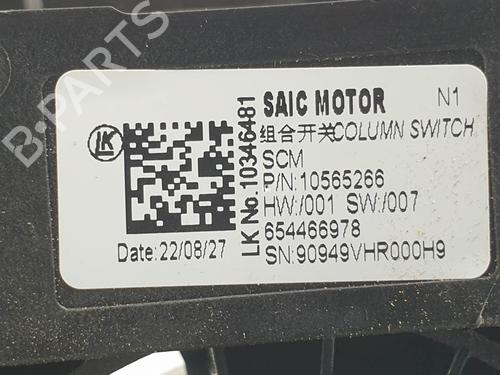 SAIC MOTOR N1
组合开关COLUMN SWITCH
SCM
P/N:10565266
HW:/001 SW:/007
654466978
SN:90949VHR000H9
LK No:10346481
LK
Date:22/08/27
B-PARTS